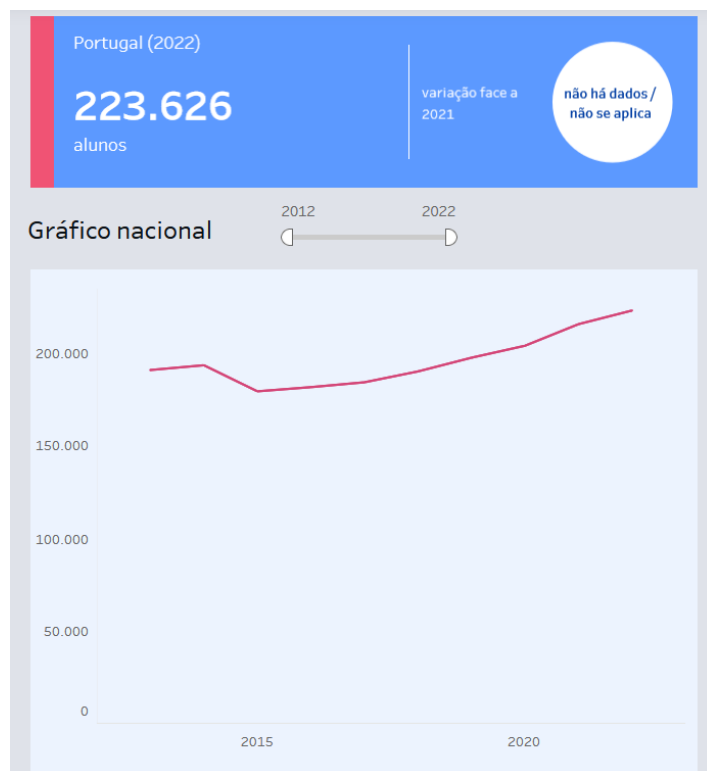 Portugal (2022)
223.626
alunos
variação face a
2021
não há dados /
não se aplica
Gráfico nacional
2012
2022
200.000
150.000
100.000
50.000
0
2015
2020